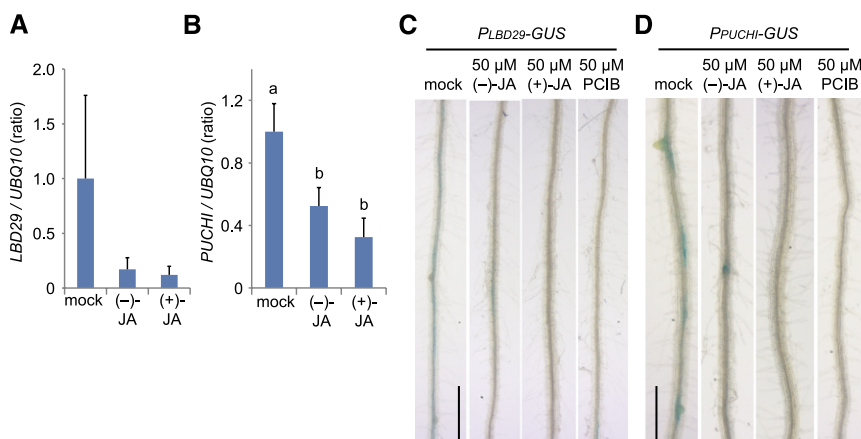 A
LBD29 / UBQ10 (ratio)
2.0
1.5
1.0
0.5
0
mock
(–)-
JA
(+)-
JA
B
PUCHI / UBQ10 (ratio)
1.2
0.8
0.4
0
a
b
b
mock
(–)-
JA
(+)-
JA
C
PLBD29-GUS
mock
50 µM
(–)-JA
50 µM
(+)-JA
50 µM
PCIB
D
PPUCHI-GUS
mock
50 µM
(–)-JA
50 µM
(+)-JA
50 µM
PCIB